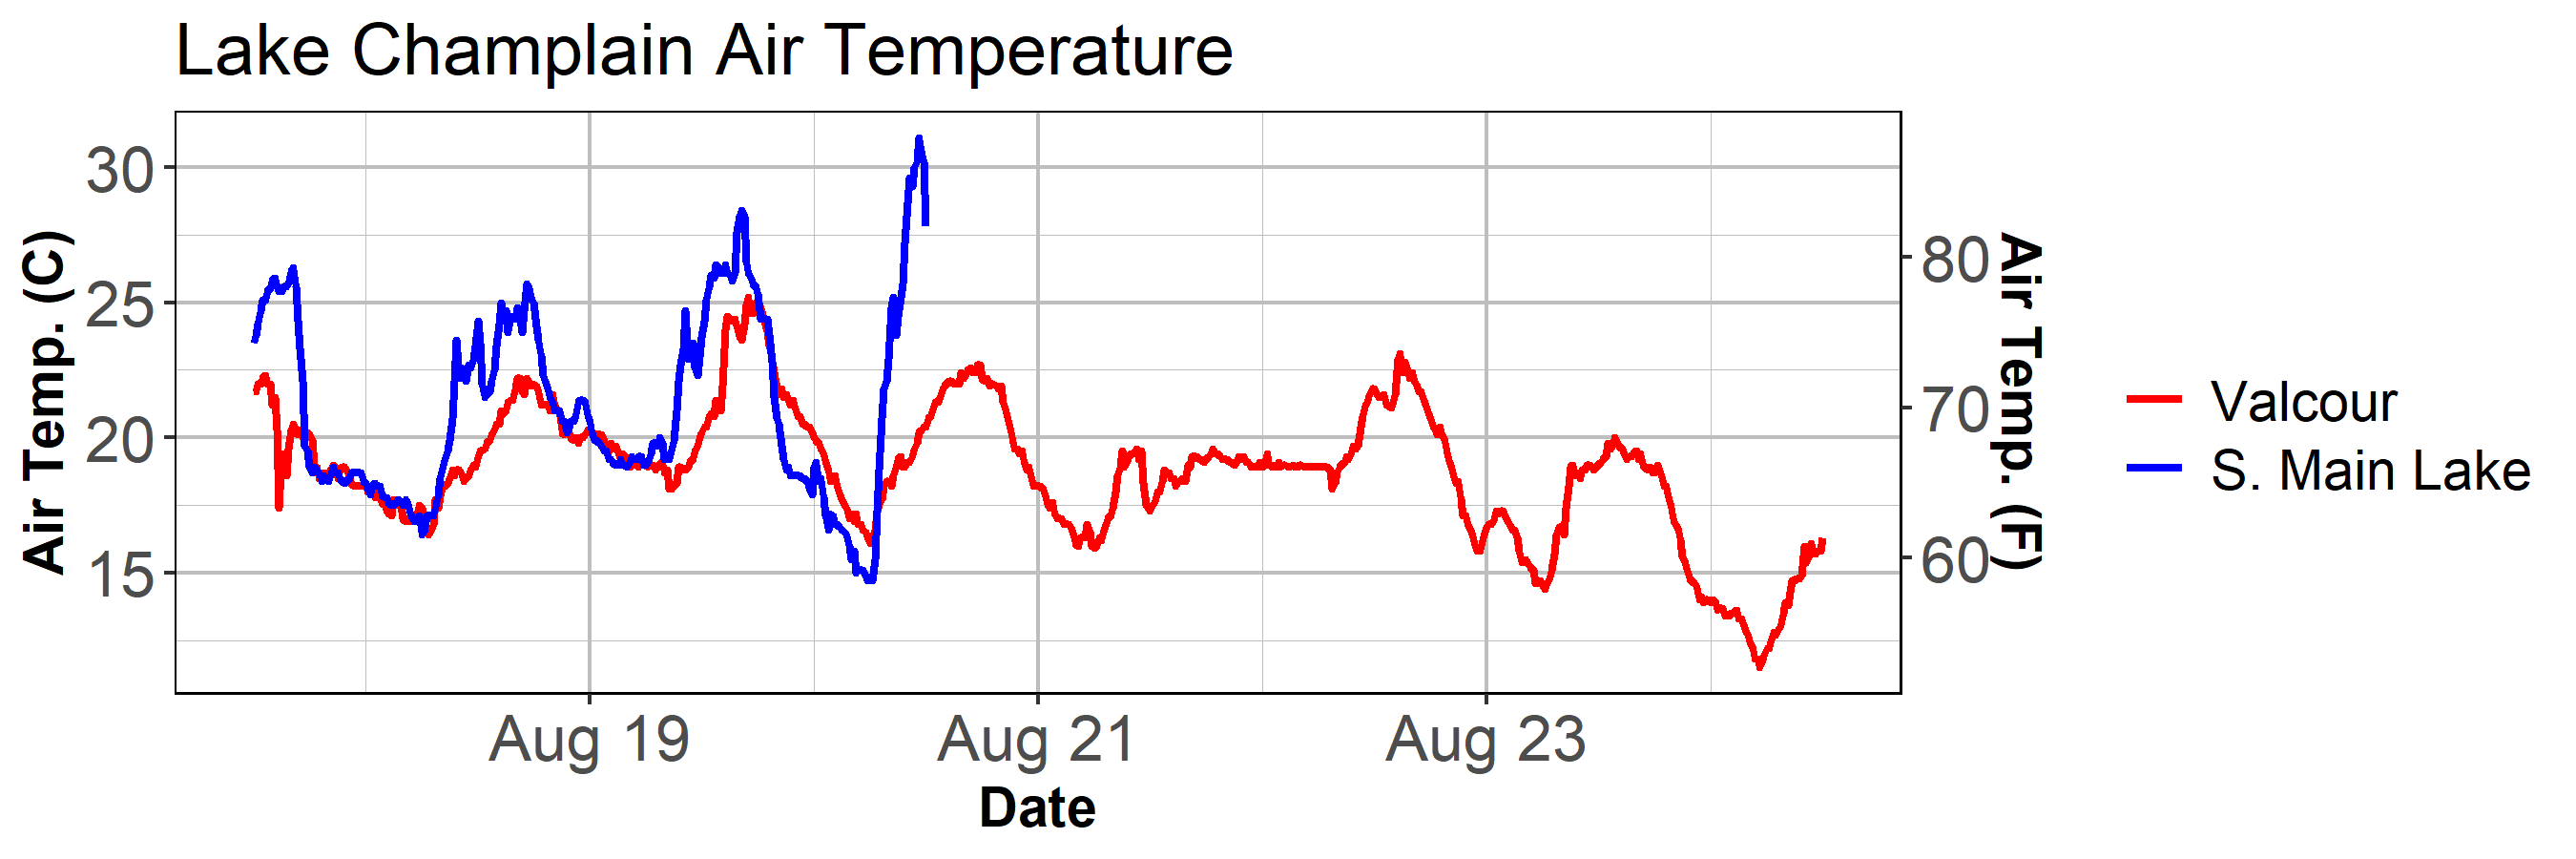 Lake Champlain Air Temperature
Air Temp. (C)
30
25
20
15
80
70
60
Air Temp. (F)
Aug 19
Aug 21
Aug 23
Date
Valcour
S. Main Lake